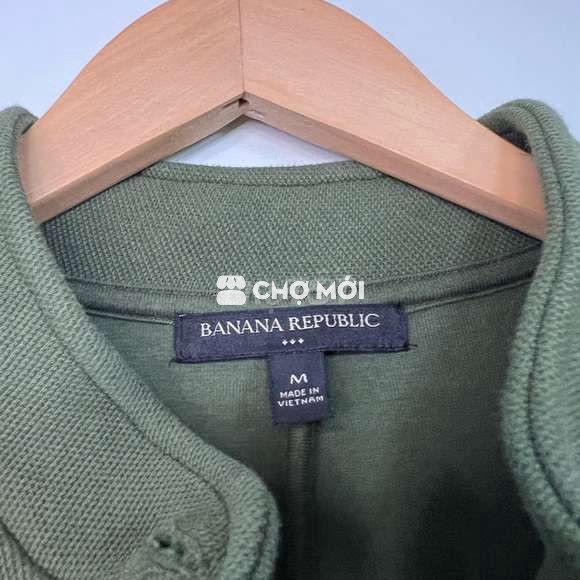 CHỢ MỚI
BANANA REPUBLIC
M
MADE IN
VIETNAM